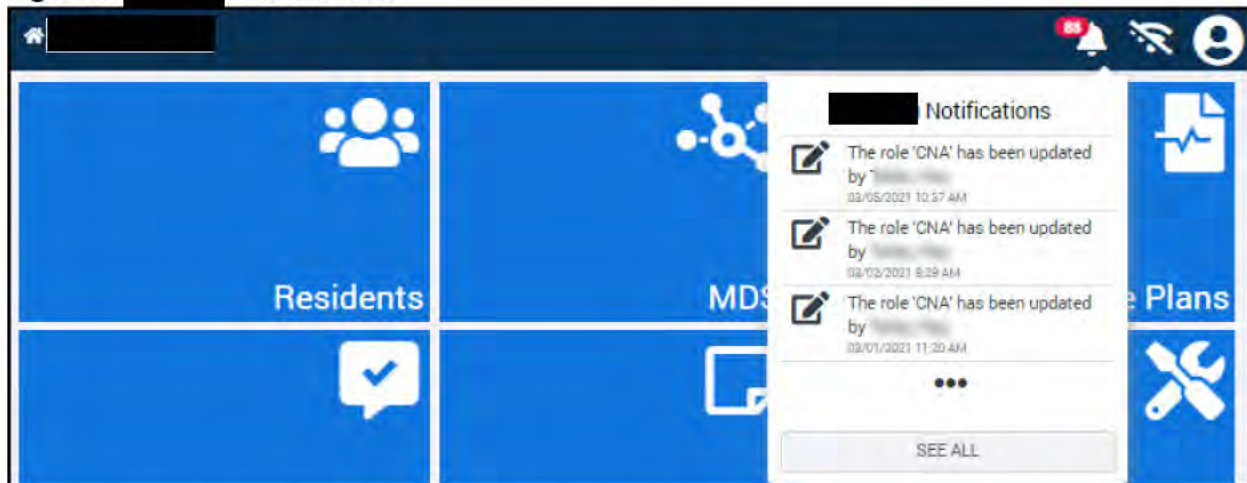 88
Notifications
The role 'CNA' has been updated
by
03/05/2021 10:37 AM
The role 'CNA' has been updated
by
03/02/2021 8:29 AM
The role 'CNA' has been updated
by
03/01/2021 11:20 AM
•••
SEE ALL
Residents
MDS
e Plans